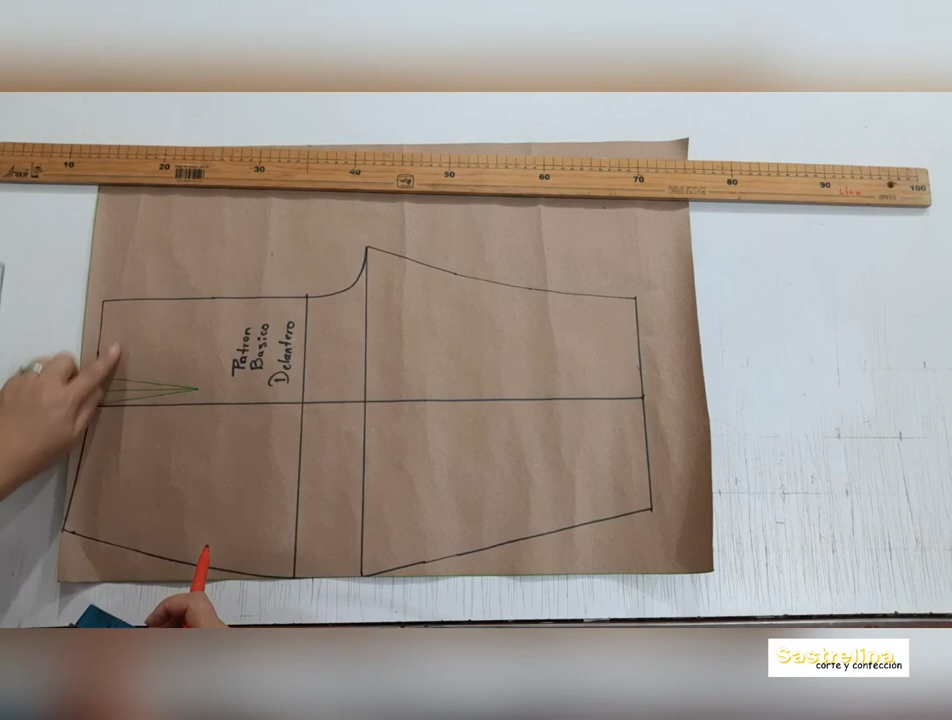 10 20 30 40 50 60 70 80 90 100
Patron
Basico
Delantero
Sastrelina
corte y confección